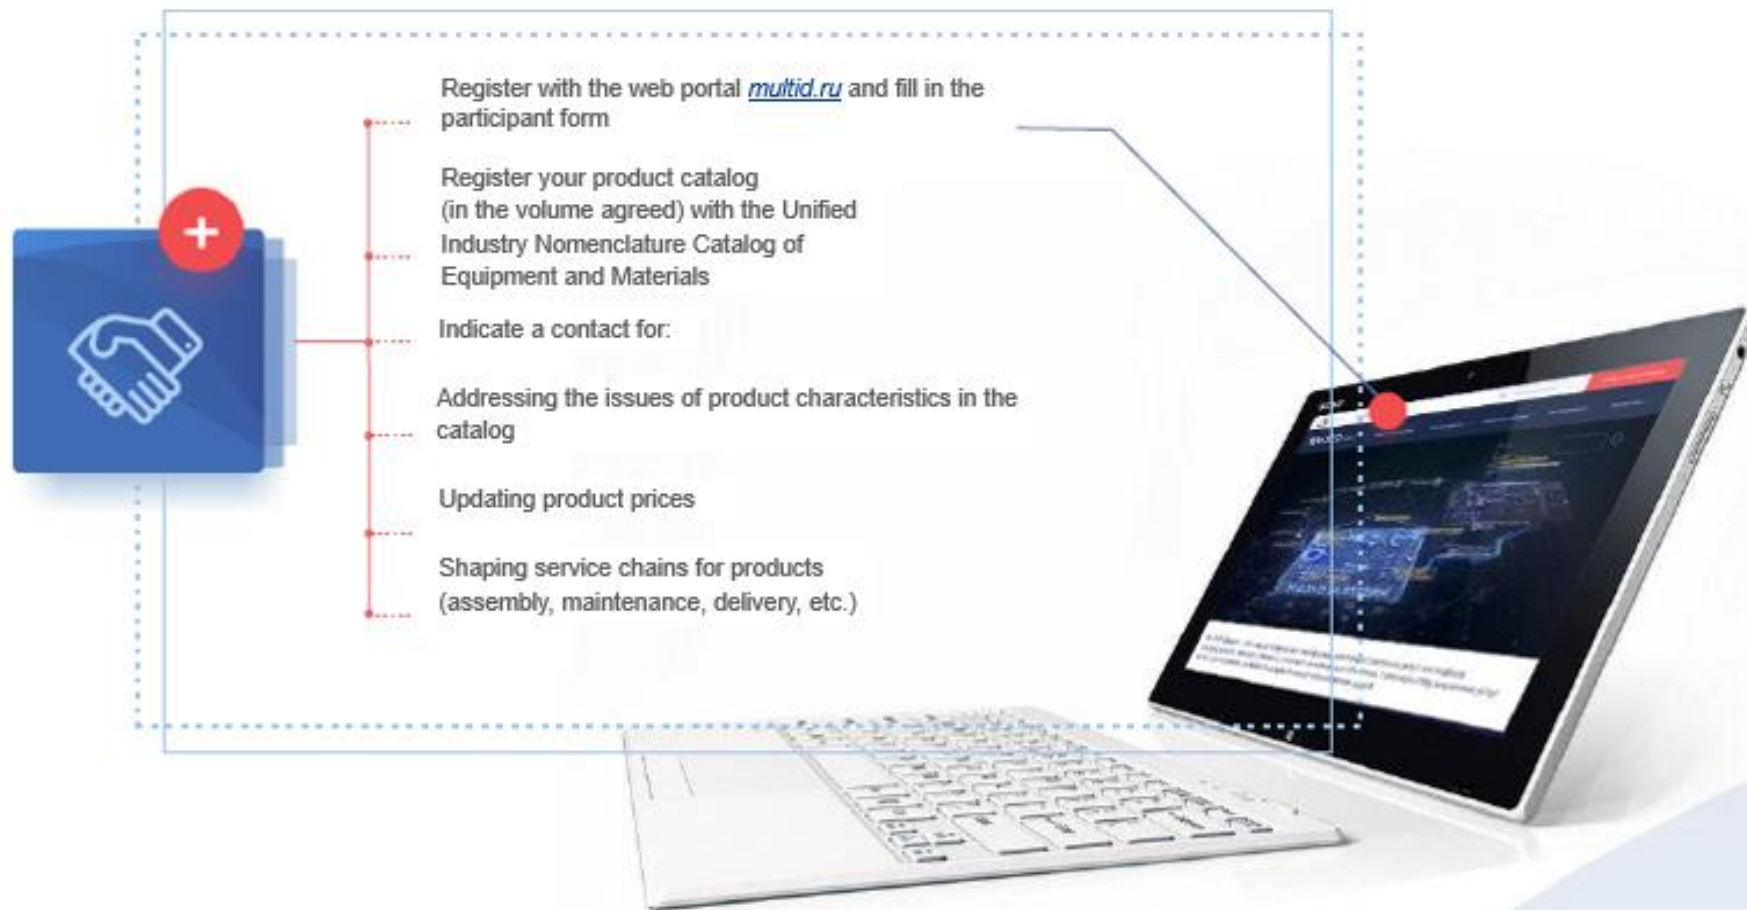 Register with the web portal multid.ru and fill in the
participant form
Register your product catalog
(in the volume agreed) with the Unified
Industry Nomenclature Catalog of
Equipment and Materials
Indicate a contact for:
Addressing the issues of product characteristics in the
catalog
Updating product prices
Shaping service chains for products
(assembly, maintenance, delivery, etc.)